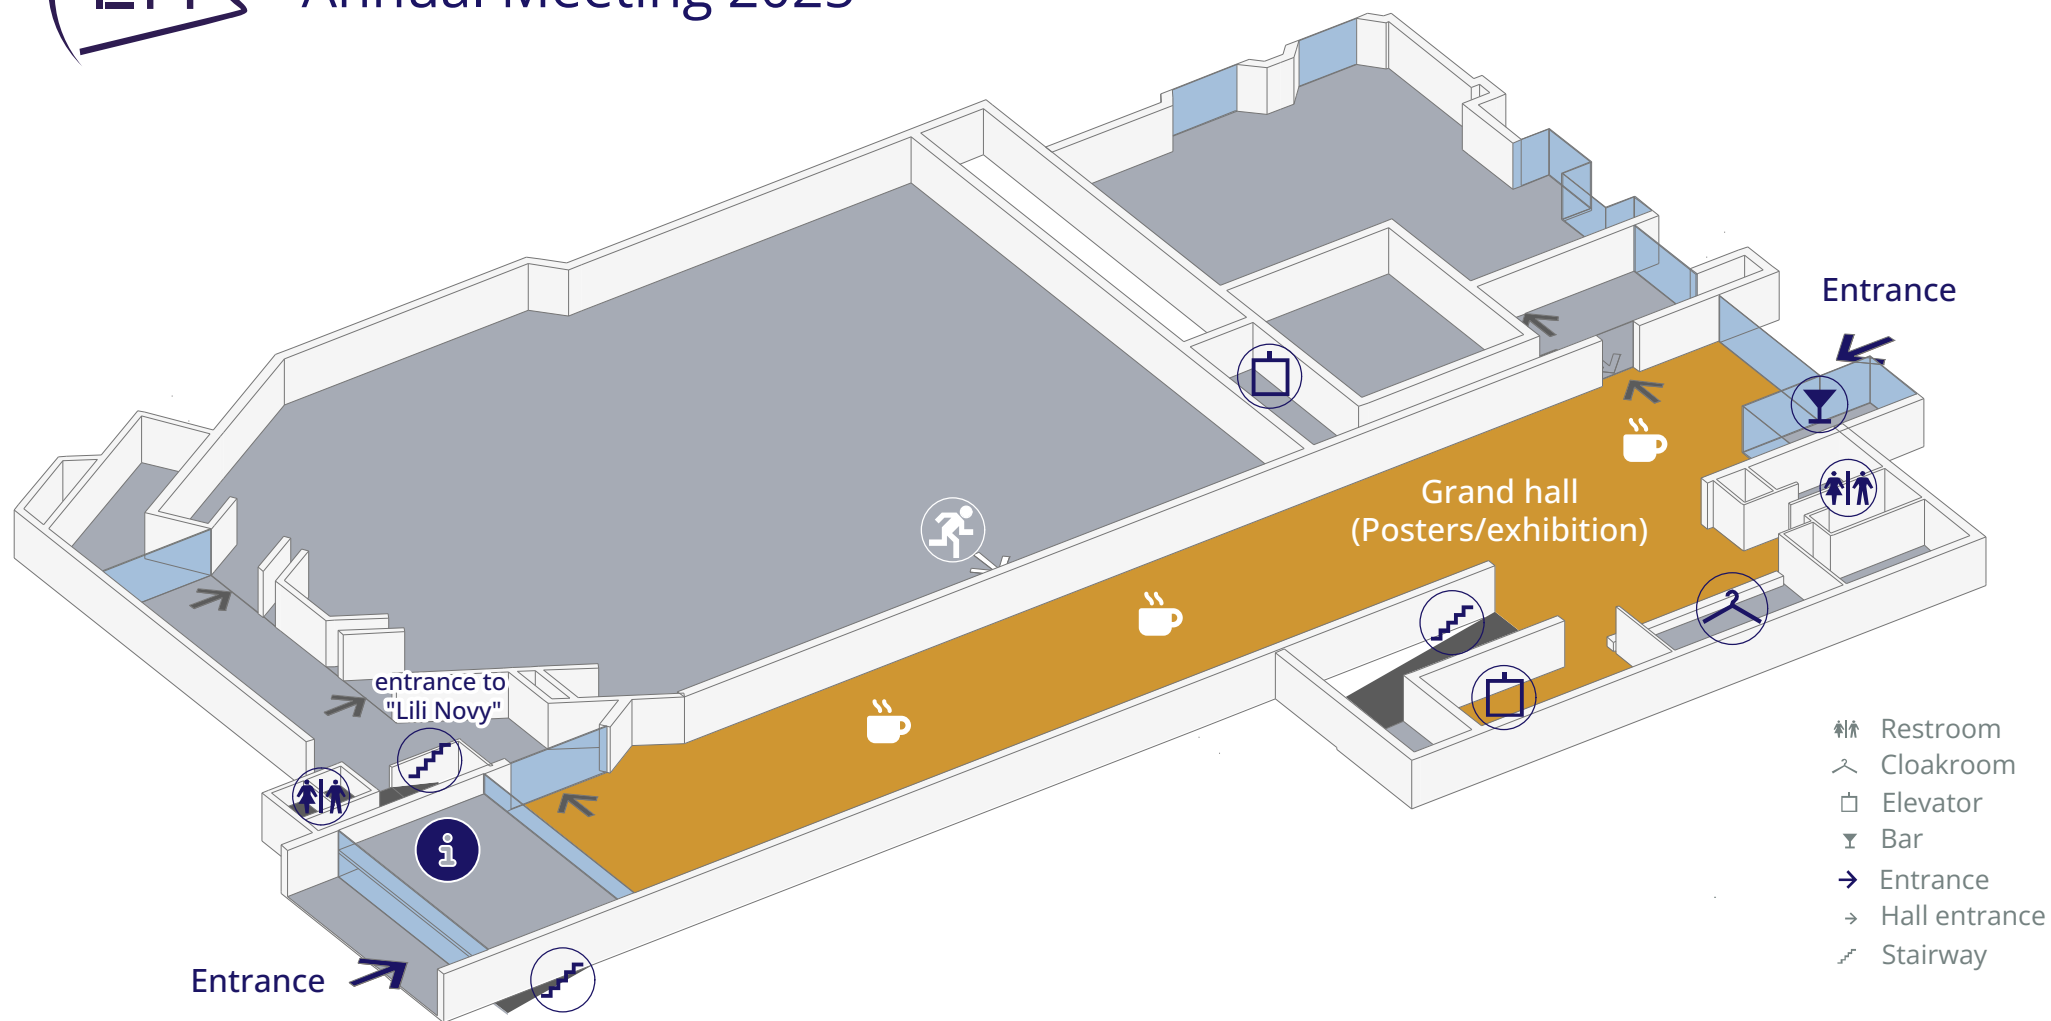 Annual Meeting 2023
Entrance
Grand hall
(Posters/exhibition)
entrance to
"Lili Novy"
Entrance
Restroom
Cloakroom
Elevator
Bar
Entrance
Hall entrance
Stairway